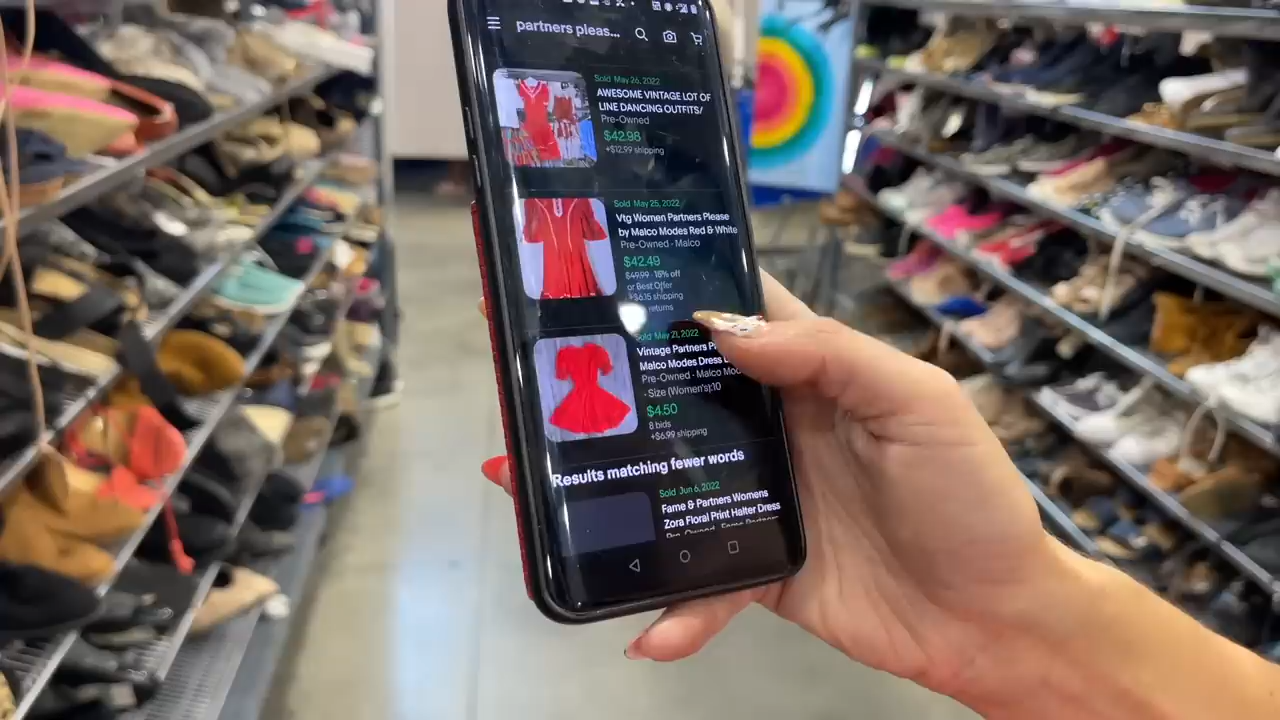 partners pleas...
Sold May 26, 2022
AWESOME VINTAGE LOT OF
LINE DANCING OUTFITS/
Pre-Owned
$42.98
+$12.99 shipping
Sold May 25, 2022
Vtg Women Partners Please
by Malco Modes Red & White
Pre-Owned · Malco
$42.49
$49.99 · 15% off
or Best Offer
+$6.15 shipping
returns
Sold May 21, 2022
Vintage Partners
Malco Modes Dress
Pre-Owned · Malco
· Size (Women's):10
$4.50
8 bids
+$6.99 shipping
Results matching fewer words
Sold Jun 6, 2022
Fame & Partners Womens
Zora Floral Print Halter Dress
Pre-Owned · Fame Partners